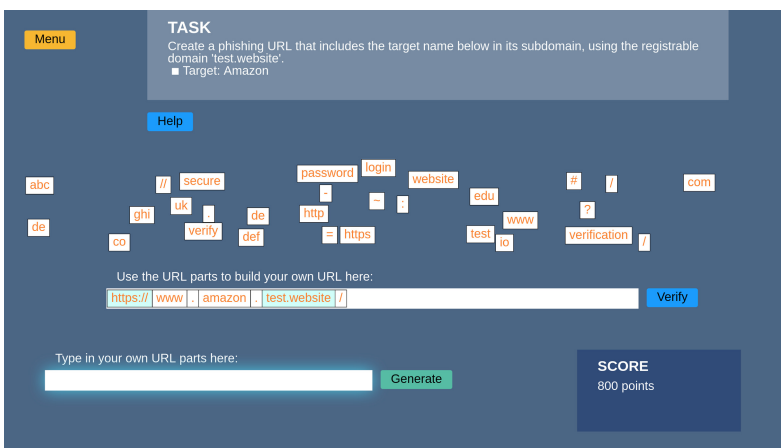 TASK
Menu
Create a phishing URL that includes the target name below in its subdomain, using the registrable
domain 'test.website'.
■ Target: Amazon
Help
password login
abc // secure website # / com
- ~ : edu
uk ?
ghi . de http www
de verify = https test verification
co def io /
Use the URL parts to build your own URL here:
https:// www . amazon . test.website / Verify
Type in your own URL parts here:
Generate
SCORE
800 points